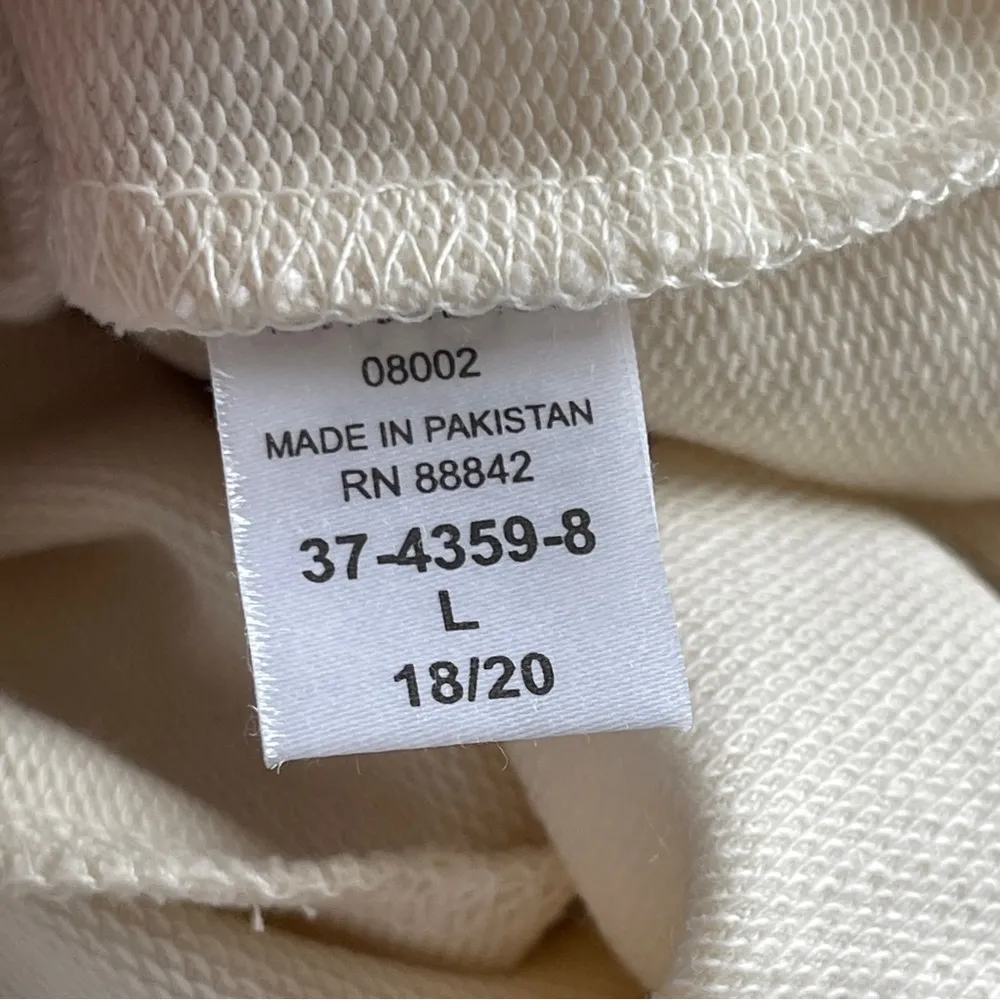 08002
MADE IN PAKISTAN
RN 88842
37-4359-8
L
18/20